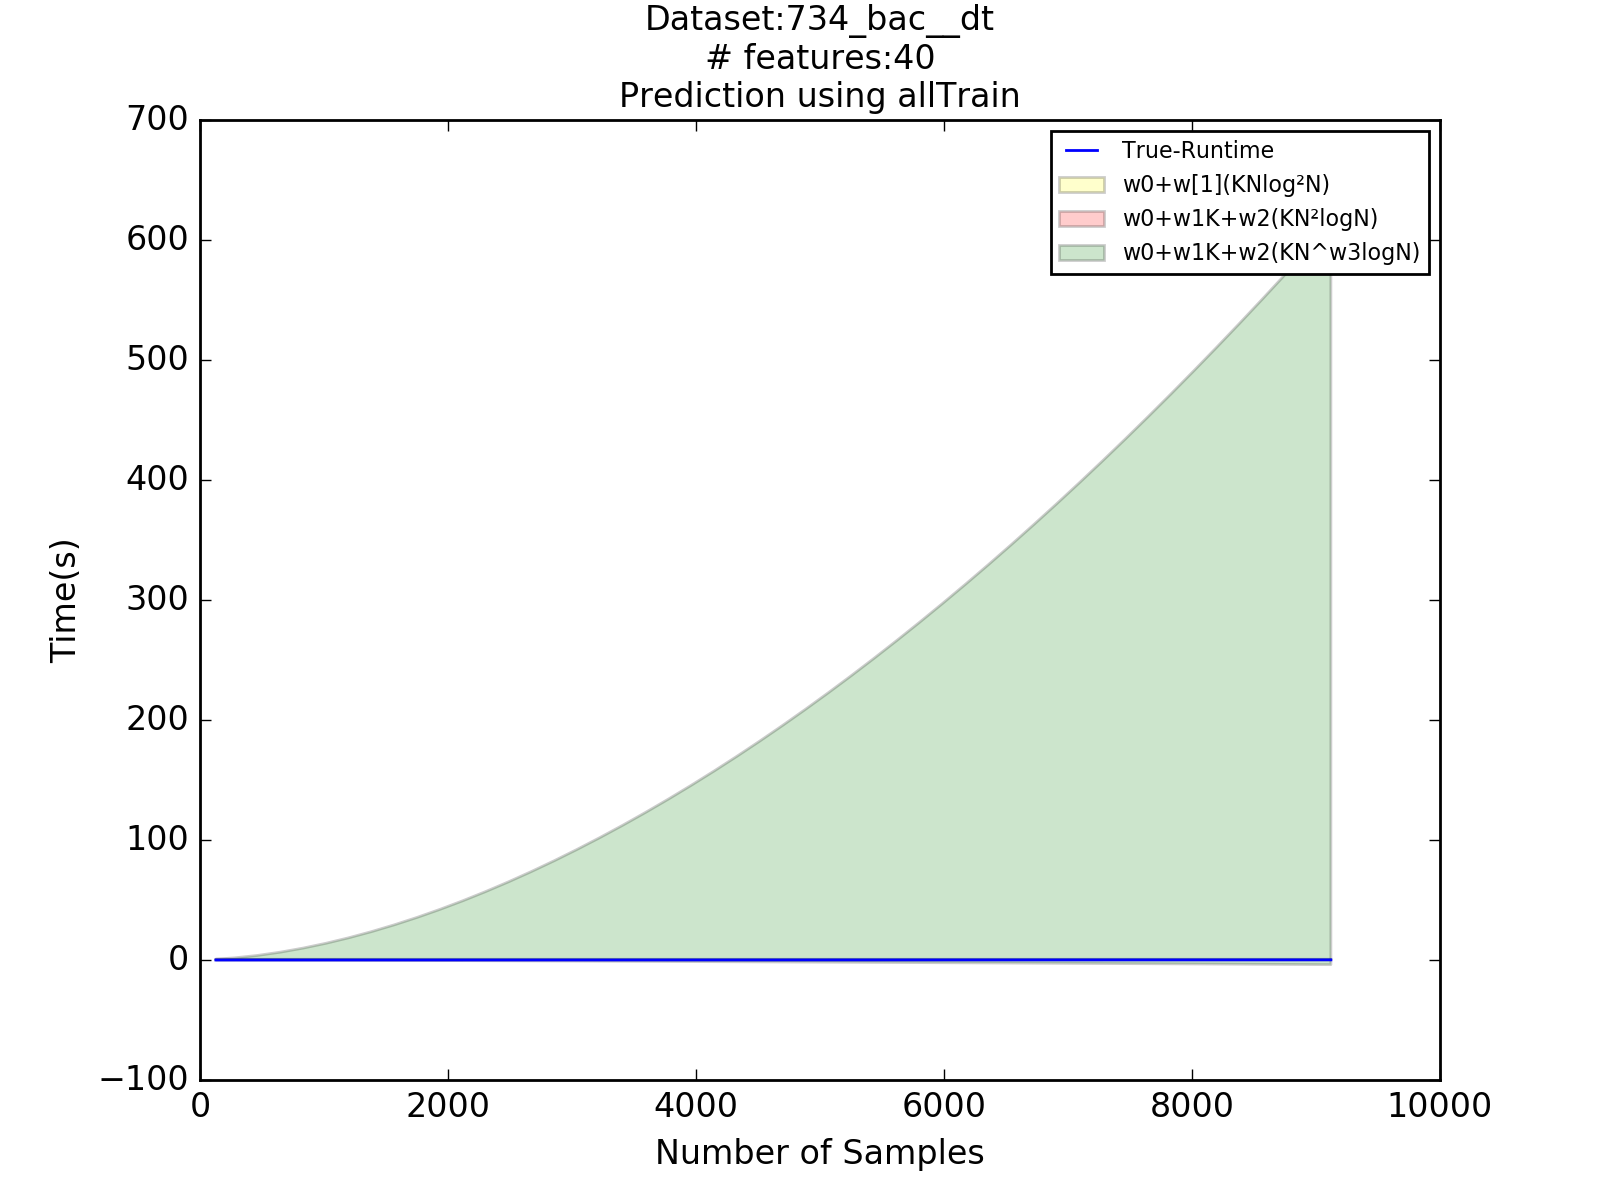 Dataset:734_bac__dt
# features:40
Prediction using allTrain
700
600
500
400
300
200
100
0
−100
Time(s)
True-Runtime
w0+w[1](KNlog²N)
w0+w1K+w2(KN²logN)
w0+w1K+w2(KN^w3logN)
0 2000 4000 6000 8000 10000
Number of Samples